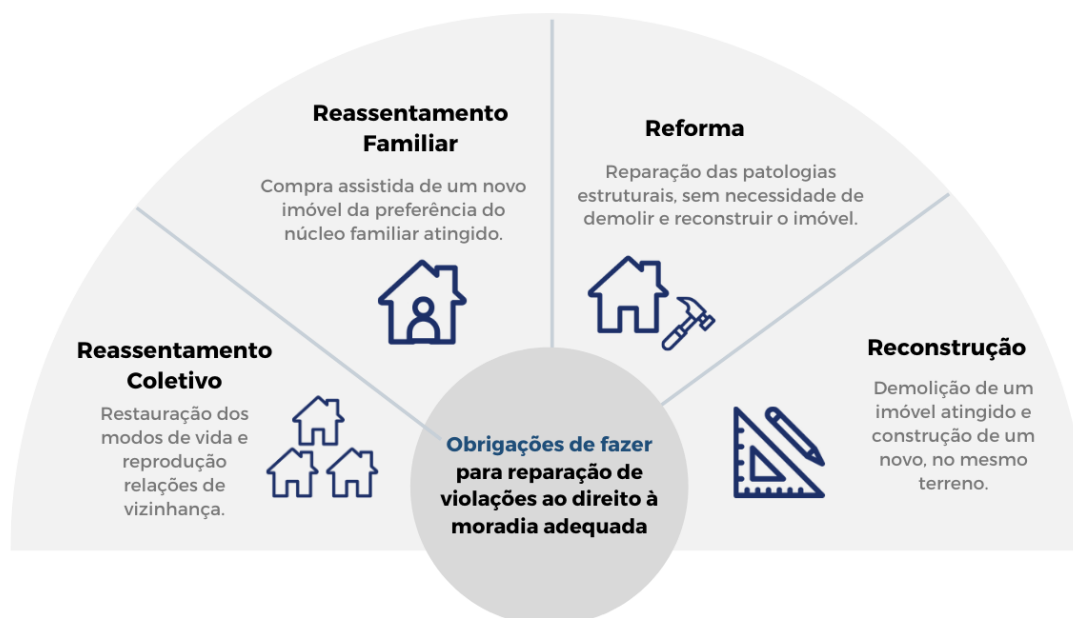 Reassentamento
Familiar
Compra assistida de um novo
imóvel da preferência do
núcleo familiar atingido.
Reforma
Reparação das patologias
estruturais, sem necessidade de
demolir e reconstruir o imóvel.
Reassentamento
Coletivo
Restauração dos
modos de vida e
reprodução
relações de
vizinhança.
Reconstrução
Demolição de um
imóvel atingido e
construção de um
novo, no mesmo
terreno.
Obrigações de fazer
para reparação de
violações ao direito à
moradia adequada